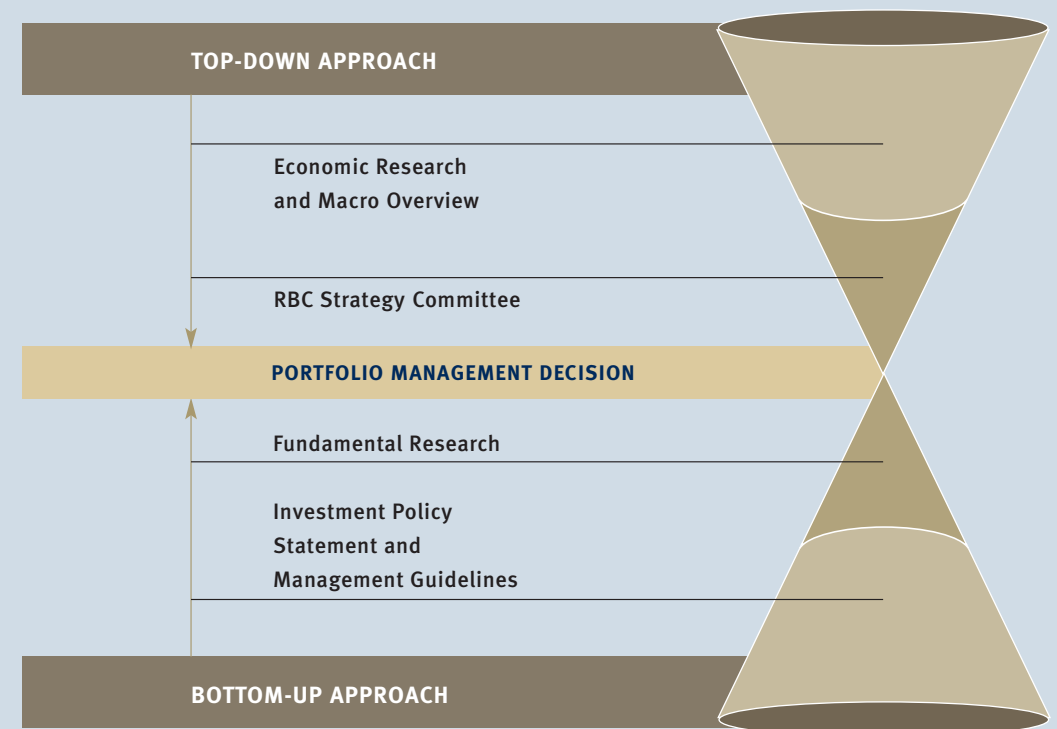 TOP-DOWN APPROACH
Economic Research
and Macro Overview
RBC Strategy Committee
PORTFOLIO MANAGEMENT DECISION
Fundamental Research
Investment Policy
Statement and
Management Guidelines
BOTTOM-UP APPROACH